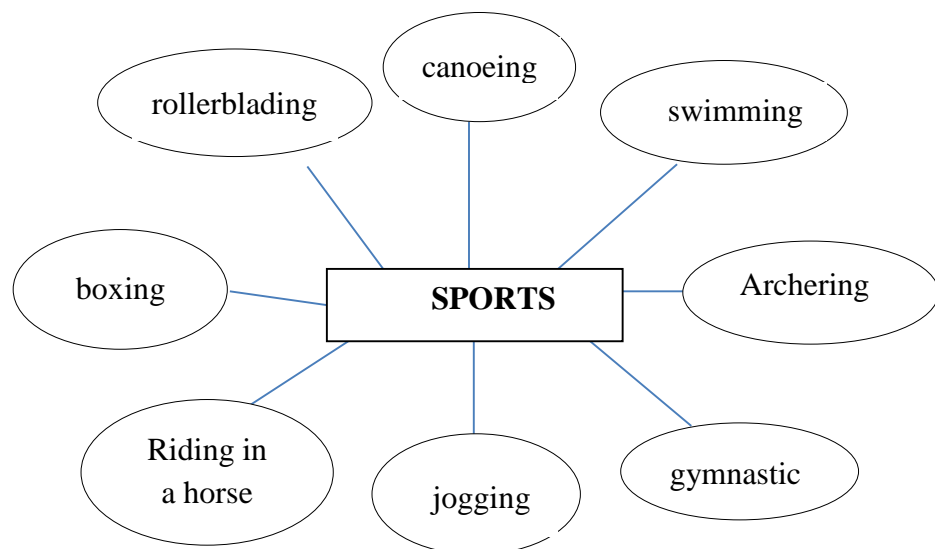 canoeing
rollerblading
swimming
boxing
SPORTS
Archering
Riding in
a horse
jogging
gymnastic